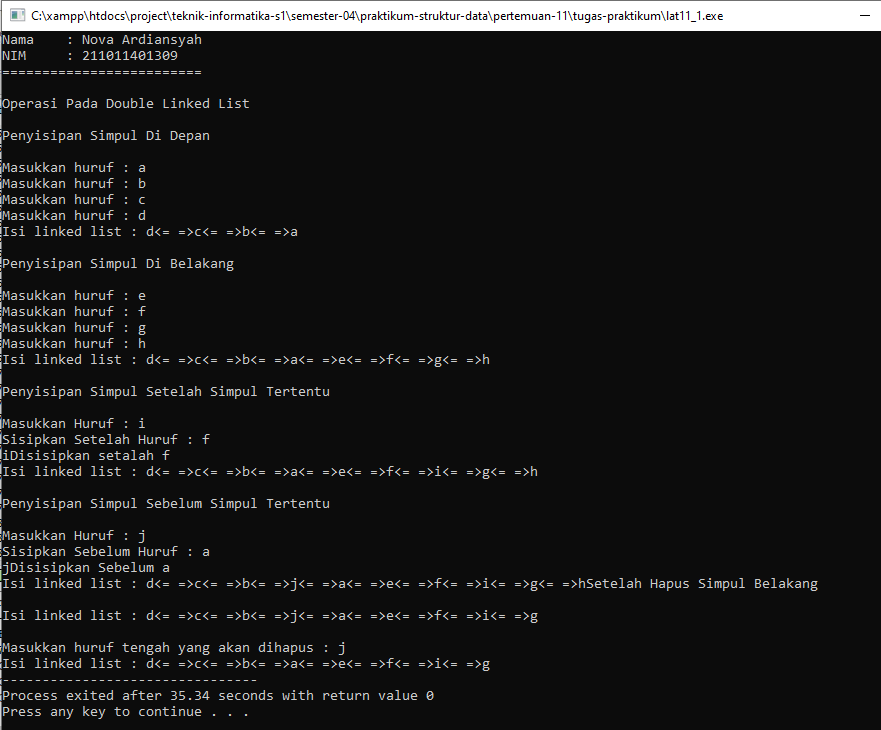 C:\xampp\htdocs\project\teknik-informatika-s1\semester-04\praktikum-struktur-data\pertemuan-11\tugas-praktikum\lat11_1.exe
Nama    : Nova Ardiansyah
NIM     : 211011401309
=========================
Operasi Pada Double Linked List
Penyisipan Simpul Di Depan
Masukkan huruf : a
Masukkan huruf : b
Masukkan huruf : c
Masukkan huruf : d
Isi linked list : d<= =>c<= =>b<= =>a
Penyisipan Simpul Di Belakang
Masukkan huruf : e
Masukkan huruf : f
Masukkan huruf : g
Masukkan huruf : h
Isi linked list : d<= =>c<= =>b<= =>a<= =>e<= =>f<= =>g<= =>h
Penyisipan Simpul Setelah Simpul Tertentu
Masukkan Huruf : i
Sisipkan Setelah Huruf : f
iDisisipkan setalah f
Isi linked list : d<= =>c<= =>b<= =>a<= =>e<= =>f<= =>i<= =>g<= =>h
Penyisipan Simpul Sebelum Simpul Tertentu
Masukkan Huruf : j
Sisipkan Sebelum Huruf : a
jDisisipkan Sebelum a
Isi linked list : d<= =>c<= =>b<= =>j<= =>a<= =>e<= =>f<= =>i<= =>g<= =>hSetelah Hapus Simpul Belakang
Isi linked list : d<= =>c<= =>b<= =>j<= =>a<= =>e<= =>f<= =>i<= =>g
Masukkan huruf tengah yang akan dihapus : j
Isi linked list : d<= =>c<= =>b<= =>a<= =>e<= =>f<= =>i<= =>g
--------------------------------
Process exited after 35.34 seconds with return value 0
Press any key to continue . . .